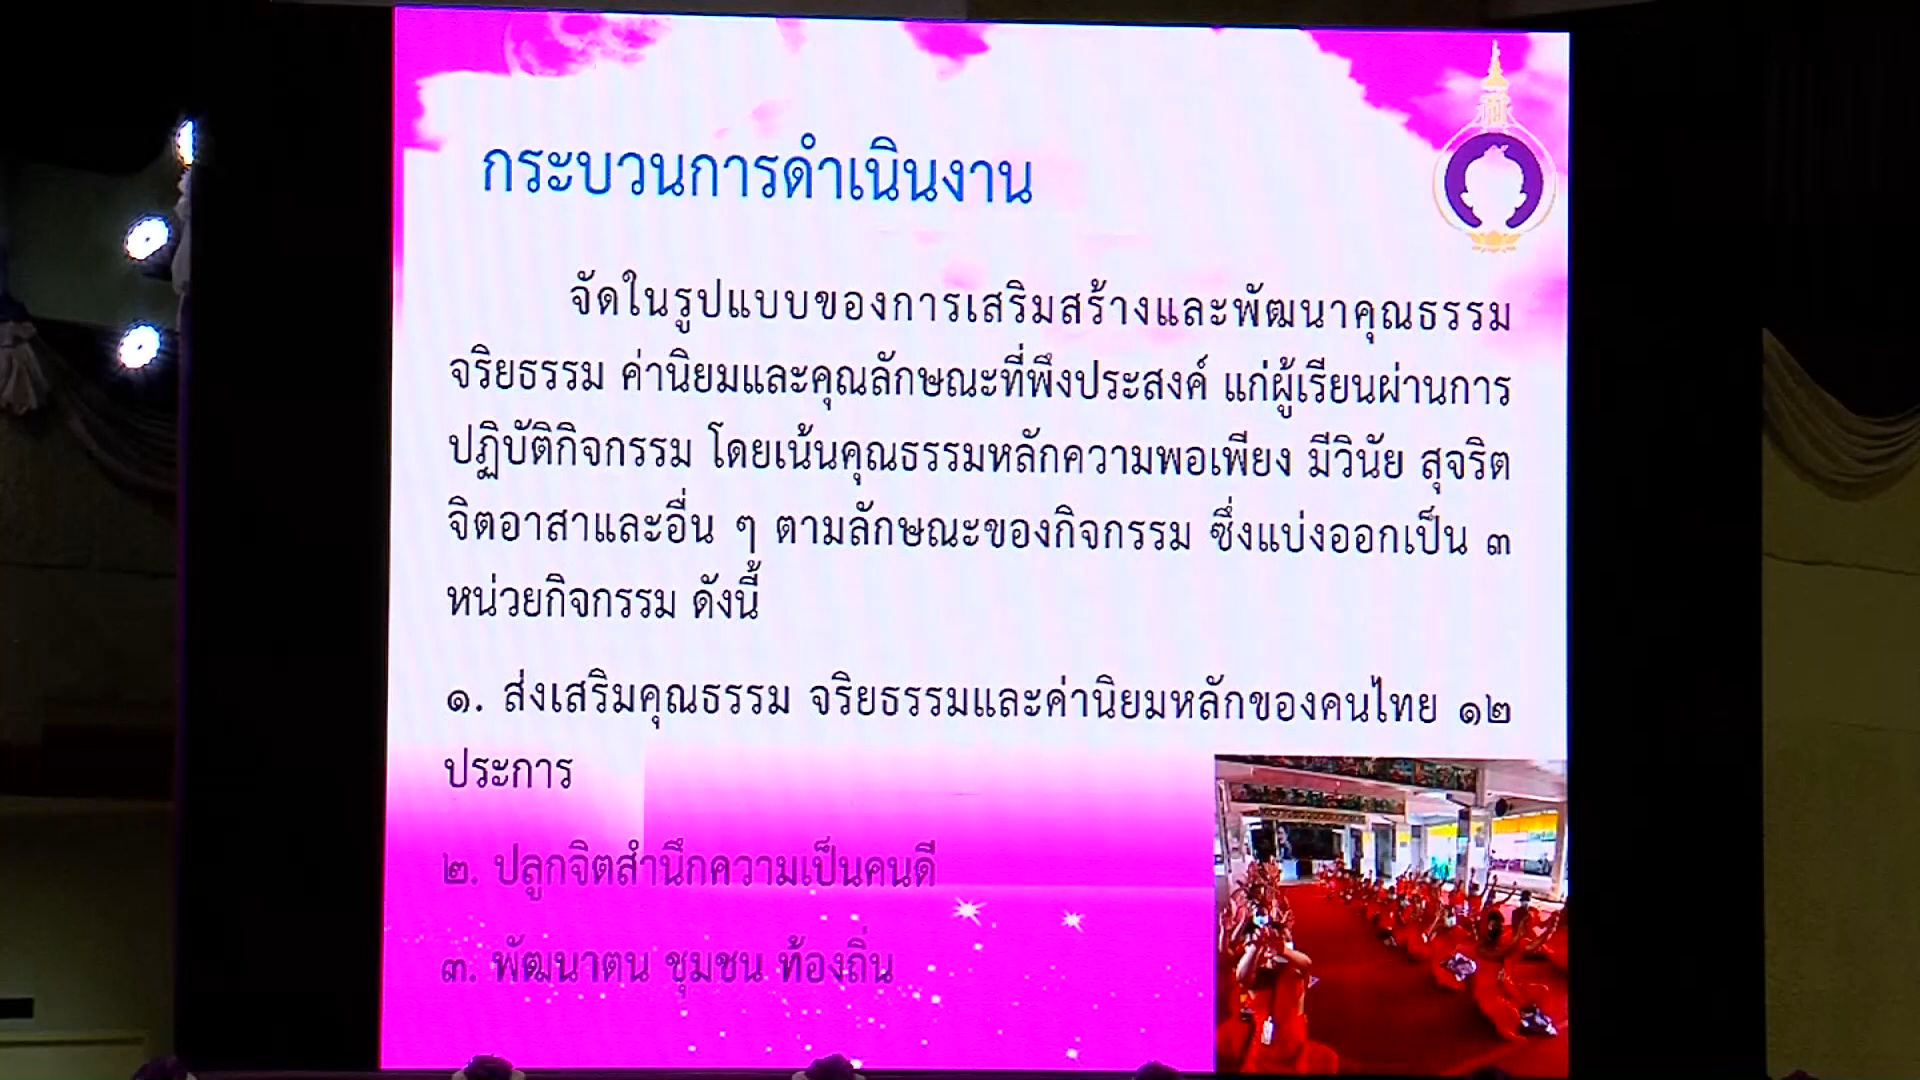 กระบวนการดำเนินงาน
จัดในรูปแบบของการเสริมสร้างและพัฒนาคุณธรรม
จริยธรรม ค่านิยมและคุณลักษณะที่พึงประสงค์ แก่ผู้เรียนผ่านการ
ปฏิบัติกิจกรรม โดยเน้นคุณธรรมหลักความพอเพียง มีวินัย สุจริต
จิตอาสาและอื่น ๆ ตามลักษณะของกิจกรรม ซึ่งแบ่งออกเป็น ๓
หน่วยกิจกรรม ดังนี้
๑. ส่งเสริมคุณธรรม จริยธรรมและค่านิยมหลักของคนไทย ๑๒
ประการ
๒. ปลูกจิตสำนึกความเป็นคนดี
๓. พัฒนาตน ชุมชน ท้องถิ่น